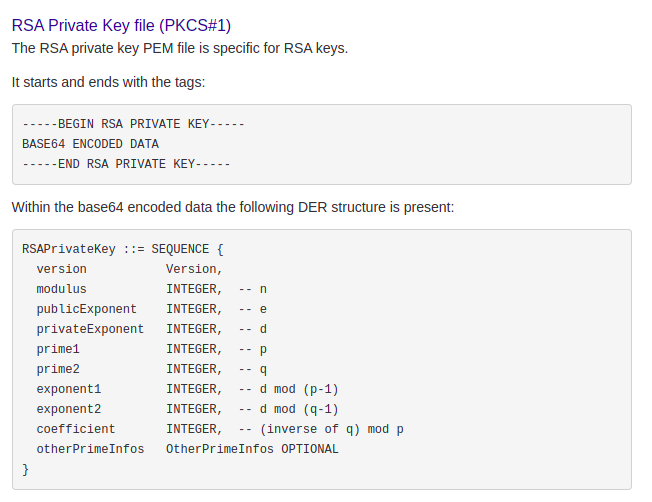 RSA Private Key file (PKCS#1)
The RSA private key PEM file is specific for RSA keys.
It starts and ends with the tags:
-----BEGIN RSA PRIVATE KEY-----
BASE64 ENCODED DATA
-----END RSA PRIVATE KEY-----
Within the base64 encoded data the following DER structure is present:
RSAPrivateKey ::= SEQUENCE {
  version           Version,
  modulus           INTEGER,  -- n
  publicExponent    INTEGER,  -- e
  privateExponent   INTEGER,  -- d
  prime1            INTEGER,  -- p
  prime2            INTEGER,  -- q
  exponent1         INTEGER,  -- d mod (p-1)
  exponent2         INTEGER,  -- d mod (q-1)
  coefficient       INTEGER,  -- (inverse of q) mod p
  otherPrimeInfos   OtherPrimeInfos OPTIONAL
}